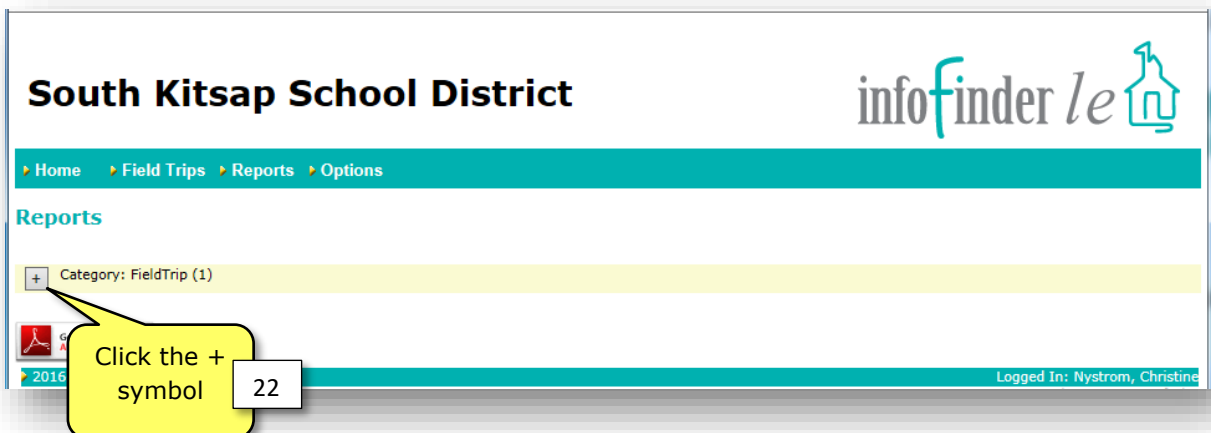 South Kitsap School District
infofinder le
Home Field Trips Reports Options
Reports
+ Category: FieldTrip (1)
Click the +
symbol
22
2016
Logged In: Nystrom, Christine